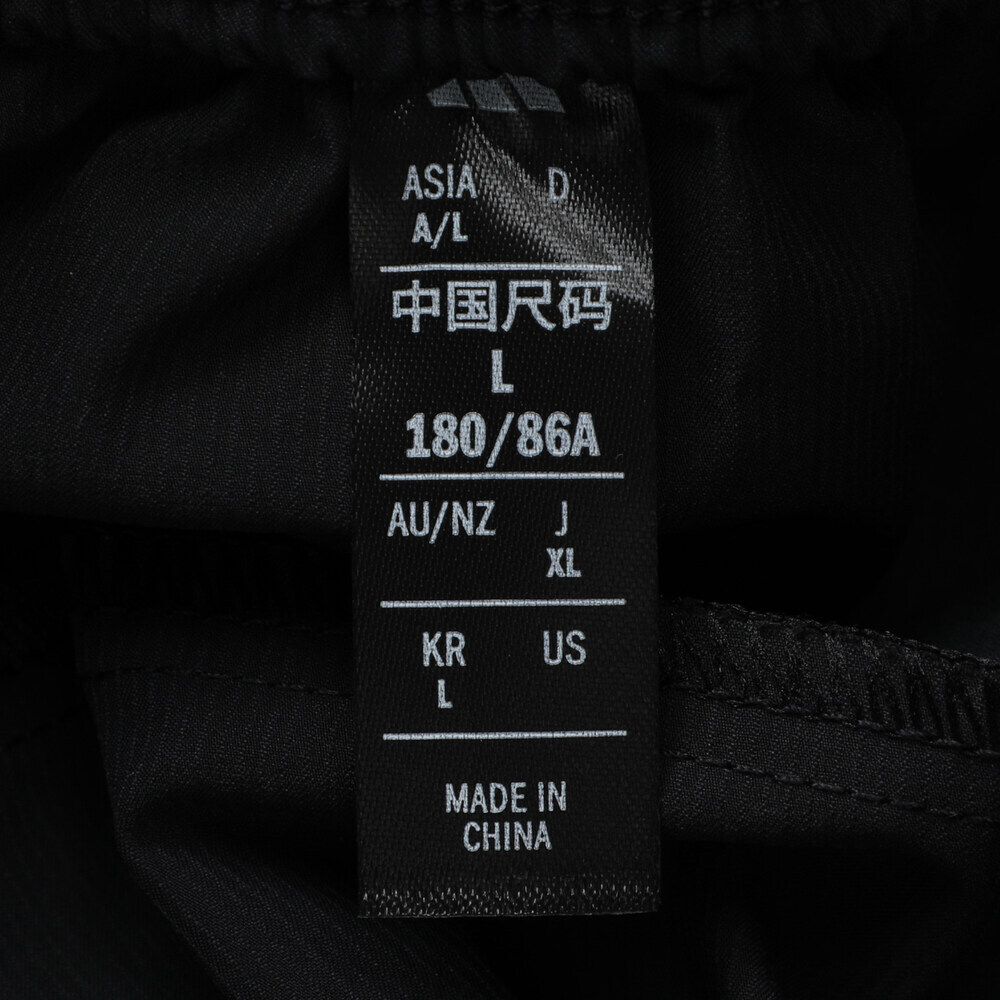 ASIA D
A/L
中国尺码
L
180/86A
AU/NZ J
XL
KR US
L
MADE IN
CHINA